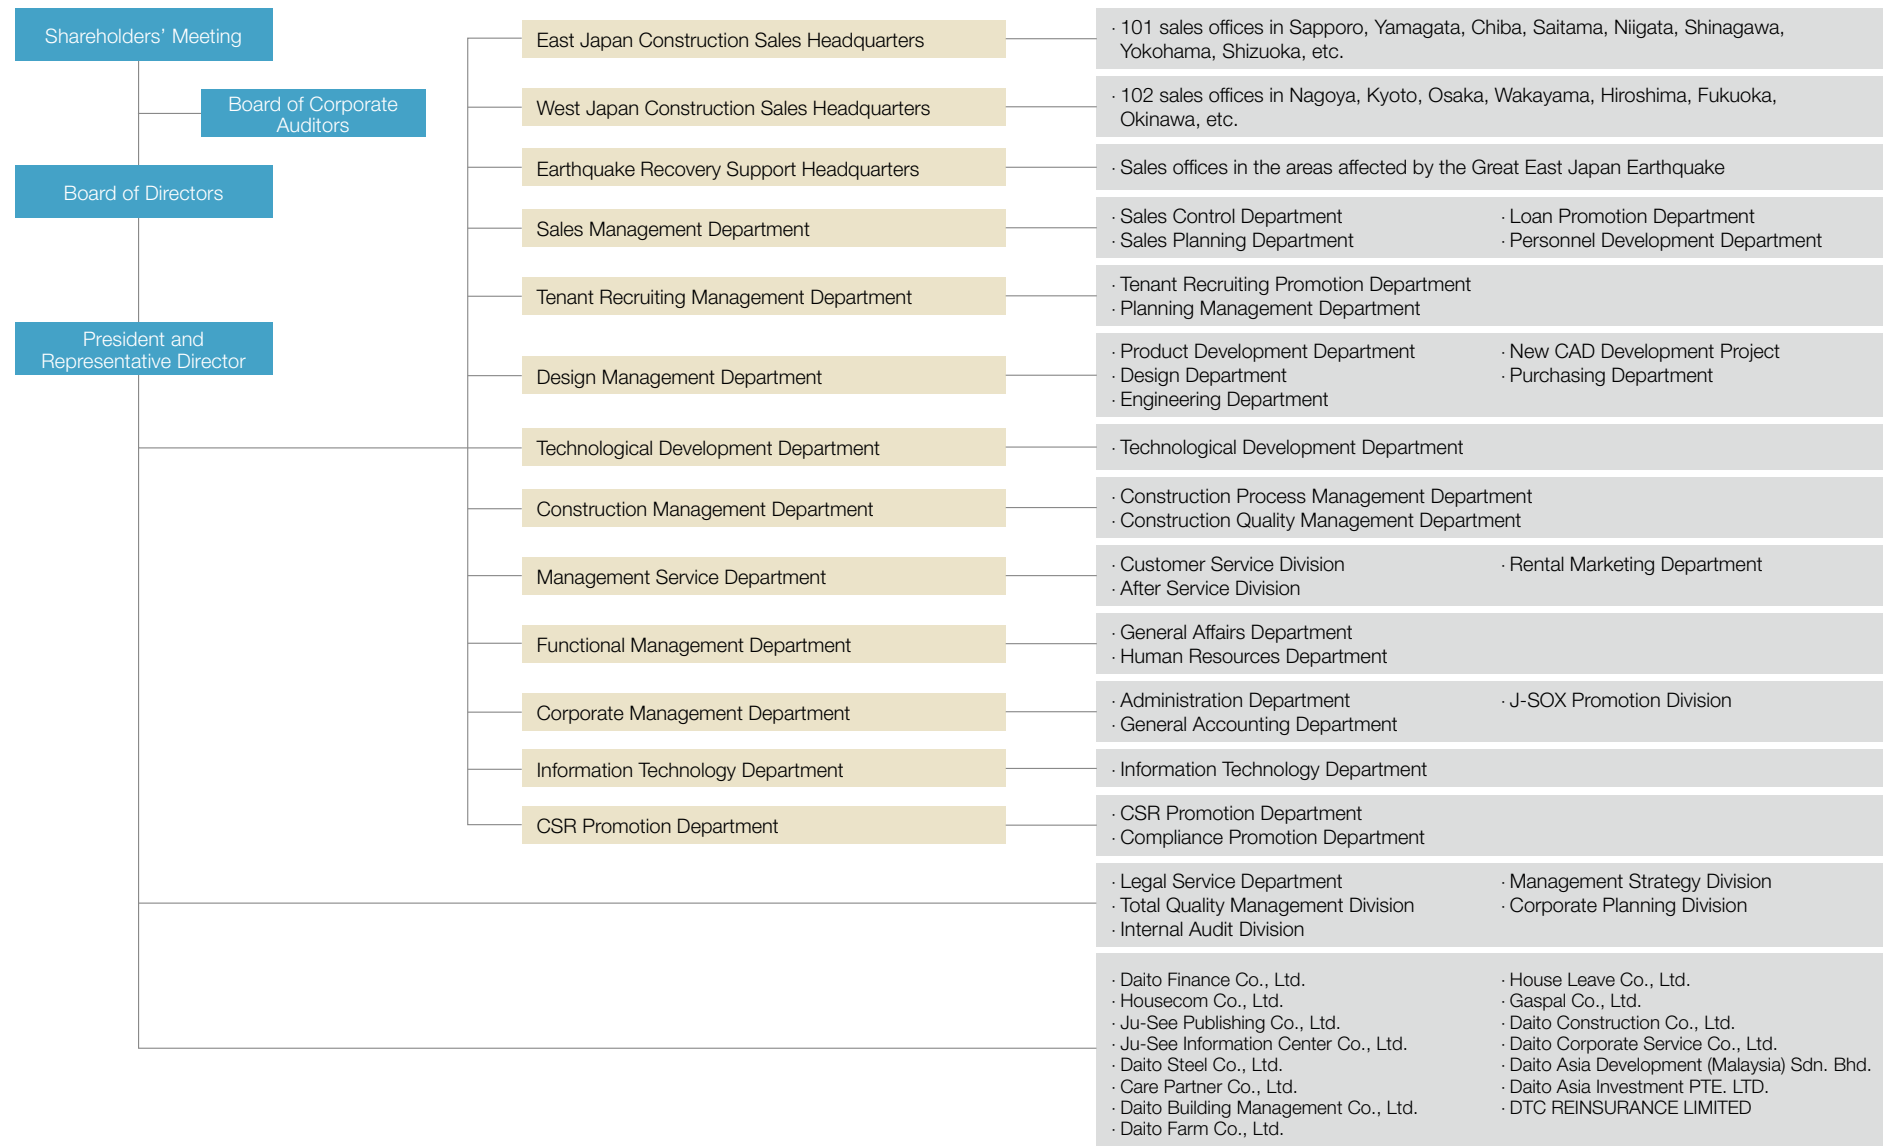 Shareholders’ Meeting
Board of Corporate
Auditors
Board of Directors
President and
Representative Director
East Japan Construction Sales Headquarters
· 101 sales offices in Sapporo, Yamagata, Chiba, Saitama, Niigata, Shinagawa,
Yokohama, Shizuoka, etc.
West Japan Construction Sales Headquarters
· 102 sales offices in Nagoya, Kyoto, Osaka, Wakayama, Hiroshima, Fukuoka,
Okinawa, etc.
Earthquake Recovery Support Headquarters
· Sales offices in the areas affected by the Great East Japan Earthquake
Sales Management Department
· Sales Control Department
· Sales Planning Department
· Loan Promotion Department
· Personnel Development Department
Tenant Recruiting Management Department
· Tenant Recruiting Promotion Department
· Planning Management Department
Design Management Department
· Product Development Department
· Design Department
· Engineering Department
· New CAD Development Project
· Purchasing Department
Technological Development Department
· Technological Development Department
Construction Management Department
· Construction Process Management Department
· Construction Quality Management Department
Management Service Department
· Customer Service Division
· After Service Division
· Rental Marketing Department
Functional Management Department
· General Affairs Department
· Human Resources Department
Corporate Management Department
· Administration Department
· General Accounting Department
· J-SOX Promotion Division
Information Technology Department
· Information Technology Department
CSR Promotion Department
· CSR Promotion Department
· Compliance Promotion Department
· Legal Service Department
· Total Quality Management Division
· Internal Audit Division
· Management Strategy Division
· Corporate Planning Division
· Daito Finance Co., Ltd.
· Housecom Co., Ltd.
· Ju-See Publishing Co., Ltd.
· Ju-See Information Center Co., Ltd.
· Daito Steel Co., Ltd.
· Care Partner Co., Ltd.
· Daito Building Management Co., Ltd.
· Daito Farm Co., Ltd.
· House Leave Co., Ltd.
· Gaspal Co., Ltd.
· Daito Construction Co., Ltd.
· Daito Corporate Service Co., Ltd.
· Daito Asia Development (Malaysia) Sdn. Bhd.
· Daito Asia Investment PTE. LTD.
· DTC REINSURANCE LIMITED